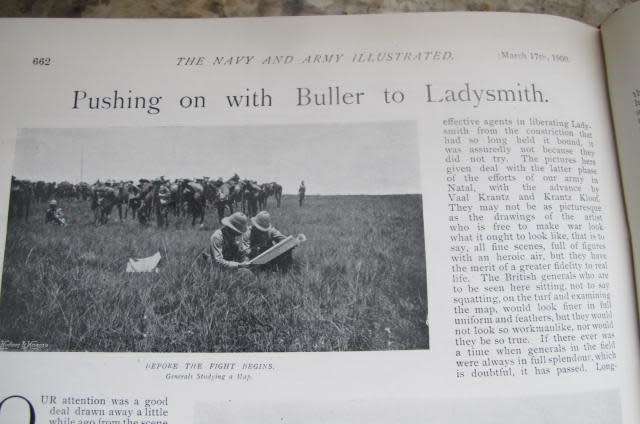 662
THE NAVY AND ARMY ILLUSTRATED.
March 17th, 1900.
Pushing on with Buller to Ladysmith.
BEFORE THE FIGHT BEGINS.
Generals Studying a Map.
OUR attention was a good
deal drawn away a little
while ago from the scene
effective agents in liberating Lady-
smith from the constriction that
had so long held it bound, it
was assuredly not because they
did not try. The pictures here
given deal with the latter phase
of the efforts of our army in
Natal, with the advance by
Vaal Krantz and Krantz Kloof.
They may not be as picturesque
as the drawings of the artist
who is free to make war look
what it ought to look like, that is to
say, all fine scenes, full of figures
with an heroic air, but they have
the merit of a greater fidelity to real
life. The British generals who are
to be seen here sitting, not to say
squatting, on the turf and examining
the map, would look finer in full
uniform and feathers, but they would
not look so workmanlike, nor would
they be so true. If there ever was
a time when generals in the field
were always in full splendour, which
is doubtful, it has passed. Long-